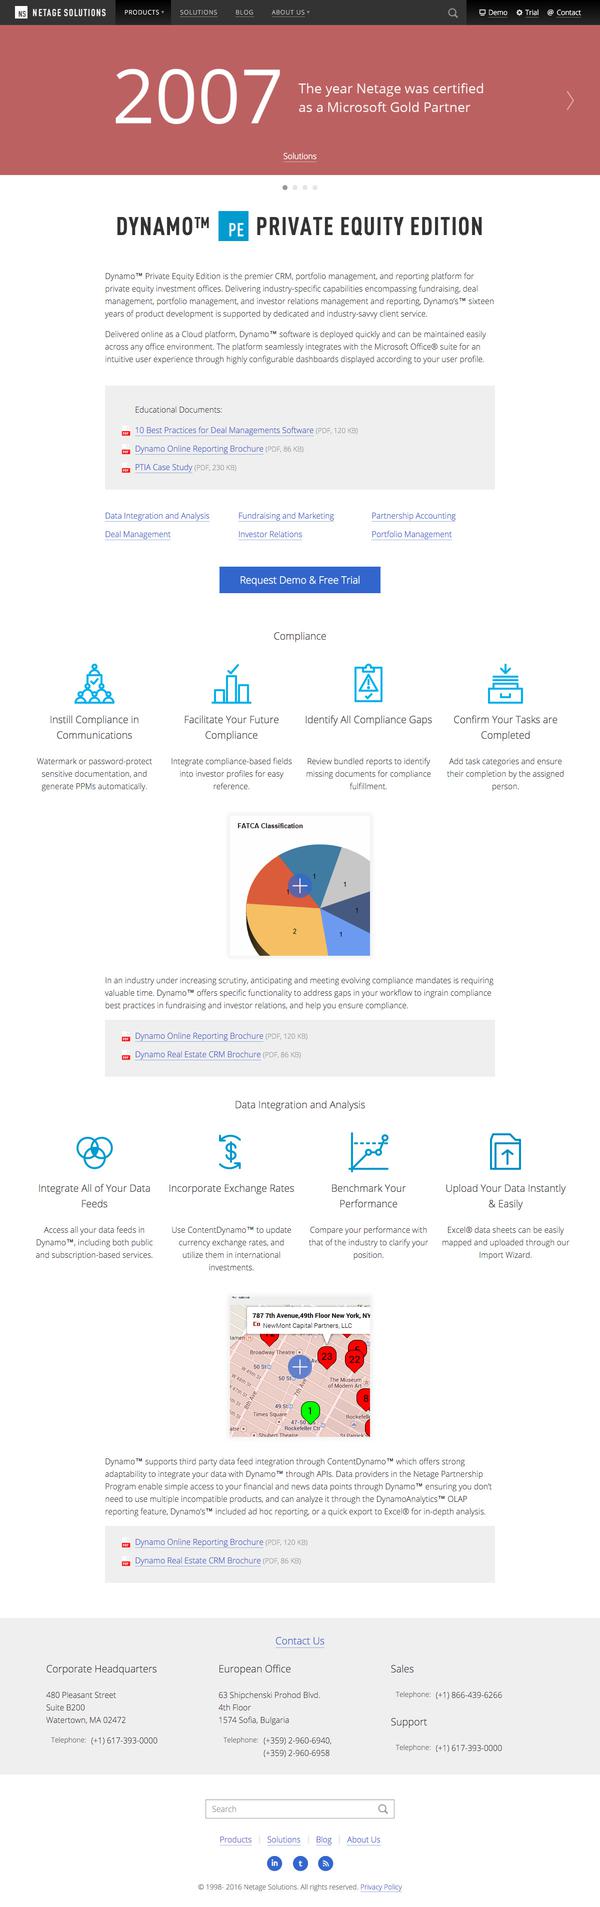 NS NETAGE SOLUTIONS PRODUCTS SOLUTIONS BLOG ABOUT US Demo Trial @ Contact
2007
The year Netage was certified
as a Microsoft Gold Partner
Solutions
DYNAMO™ PE PRIVATE EQUITY EDITION
Dynamo™ Private Equity Edition is the premier CRM, portfolio management, and reporting platform for
private equity investment offices. Delivering industry-specific capabilities encompassing fundraising, deal
management, portfolio management, and investor relations management and reporting, Dynamo's™ sixteen
years of product development is supported by dedicated and industry-savvy client service.
Delivered online as a Cloud platform, Dynamo™ software is deployed quickly and can be maintained easily
across any office environment. The platform seamlessly integrates with the Microsoft Office® suite for an
intuitive user experience through highly configurable dashboards displayed according to your user profile.
Educational Documents:
10 Best Practices for Deal Managements Software (PDF, 120 KB)
Dynamo Online Reporting Brochure (PDF, 86 KB)
PTIA Case Study (PDF, 230 KB)
Data Integration and Analysis Fundraising and Marketing Partnership Accounting
Deal Management Investor Relations Portfolio Management
Request Demo & Free Trial
Compliance
Instill Compliance in
Communications
Watermark or password-protect
sensitive documentation, and
generate PPMs automatically.
Facilitate Your Future
Compliance
Integrate compliance-based fields
into investor profiles for easy
reference.
Identify All Compliance Gaps
Review bundled reports to identify
missing documents for compliance
fulfillment.
Confirm Your Tasks are
Completed
Add task categories and ensure
their completion by the assigned
person.
FATCA Classification
1
1
1
1
2
1
In an industry under increasing scrutiny, anticipating and meeting evolving compliance mandates is requiring
valuable time. Dynamo™ offers specific functionality to address gaps in your workflow to ingrain compliance
best practices in fundraising and investor relations, and help you ensure compliance.
Dynamo Online Reporting Brochure (PDF, 120 KB)
Dynamo Real Estate CRM Brochure (PDF, 86 KB)
Data Integration and Analysis
Integrate All of Your Data
Feeds
Access all your data feeds in
Dynamo™, including both public
and subscription-based services.
Incorporate Exchange Rates
Use ContentDynamo™ to update
currency exchange rates, and
utilize them in international
investments.
Benchmark Your
Performance
Compare your performance with
that of the industry to clarify your
position.
Upload Your Data Instantly
& Easily
Excel® data sheets can be easily
mapped and uploaded through our
Import Wizard.
787 7th Avenue,49th Floor New York, NY
NewMont Capital Partners, LLC
12
Broadway Theatre
23
5
22
50 St
The Museum
of Modern Art
8
49 St
1
Times Square
47-50
Rockefeller Ctr
Rockefell
Shubert Theatre
Dynamo™ supports third party data feed integration through ContentDynamo™ which offers strong
adaptability to integrate your data with Dynamo™ through APIs. Data providers in the Netage Partnership
Program enable simple access to your financial and news data points through Dynamo™ ensuring you don't
need to use multiple incompatible products, and can analyze it through the DynamoAnalytics™ OLAP
reporting feature, Dynamo's™ included ad hoc reporting, or a quick export to Excel® for in-depth analysis.
Dynamo Online Reporting Brochure (PDF, 120 KB)
Dynamo Real Estate CRM Brochure (PDF, 86 KB)
Contact Us
Corporate Headquarters
480 Pleasant Street
Suite B200
Watertown, MA 02472
Telephone: (+1) 617-393-0000
European Office
63 Shipchenski Prohod Blvd.
4th Floor
1574 Sofia, Bulgaria
Telephone: (+359) 2-960-6940,
(+359) 2-960-6958
Sales
Telephone: (+1) 866-439-6266
Support
Telephone: (+1) 617-393-0000
Search
Products Solutions Blog About Us
© 1998- 2016 Netage Solutions. All rights reserved. Privacy Policy